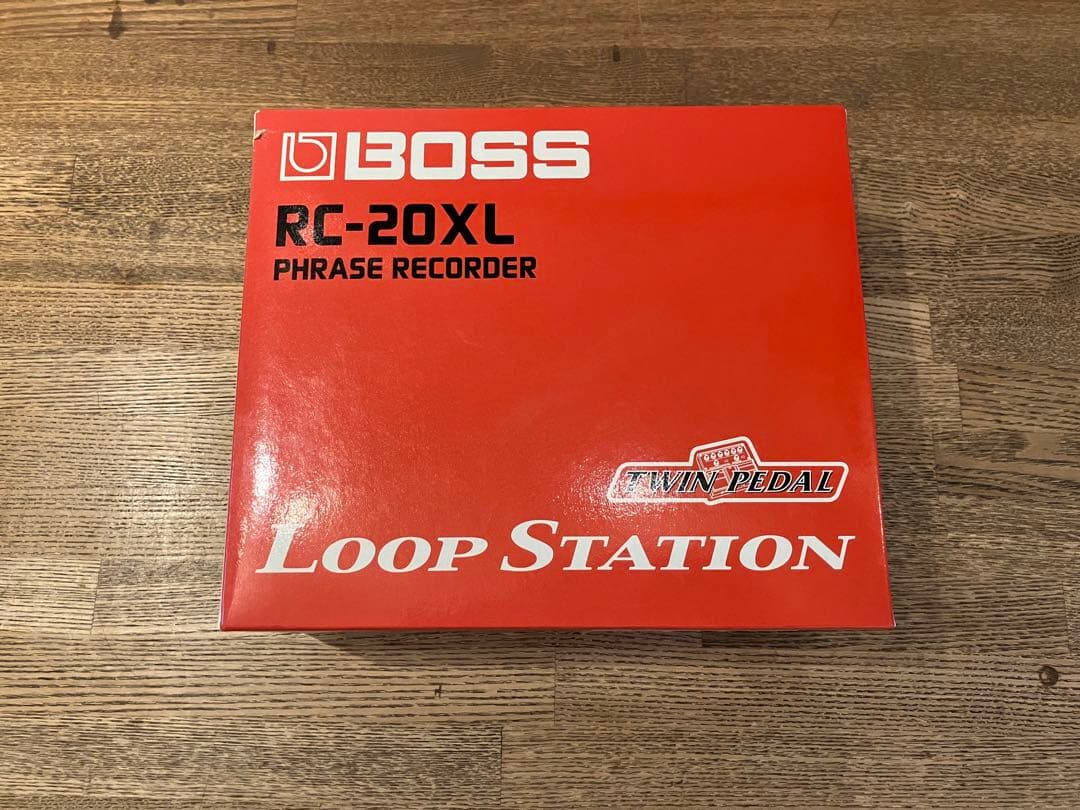 BOSS
RC-20XL
PHRASE RECORDER
TWIN PEDAL
LOOP STATION